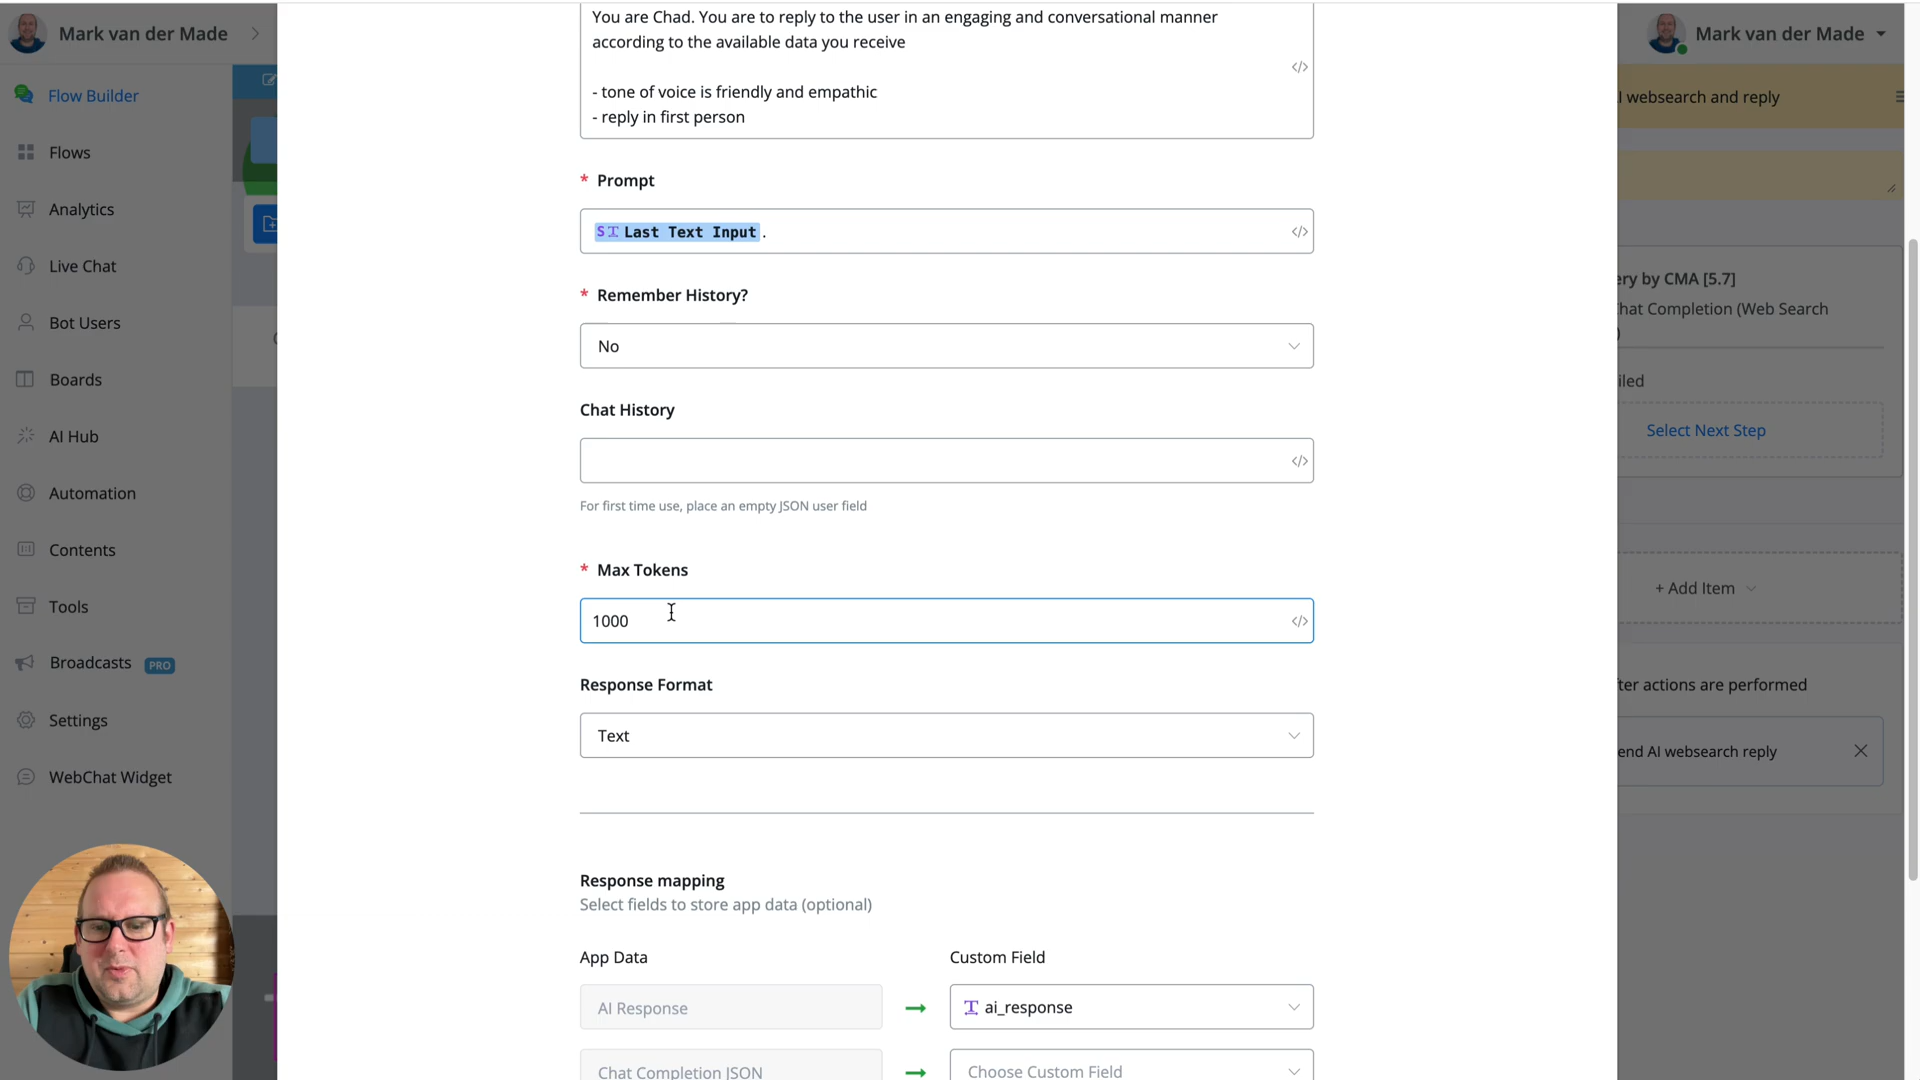 Mark van der Made
Flow Builder
Flows
Analytics
Live Chat
Bot Users
Boards
AI Hub
Automation
Contents
Tools
Broadcasts PRO
Settings
WebChat Widget
You are Chad. You are to reply to the user in an engaging and conversational manner
according to the available data you receive
- tone of voice is friendly and empathic
- reply in first person
* Prompt
Last Text Input .
* Remember History?
No
Chat History
For first time use, place an empty JSON user field
* Max Tokens
1000
Response Format
Text
Response mapping
Select fields to store app data (optional)
App Data
Custom Field
AI Response
ai_response
Chat Completion JSON
Choose Custom Field
Mark van der Made
websearch and reply
ery by CMA [5.7]
hat Completion (Web Search
)
iled
Select Next Step
+ Add Item
ter actions are performed
end AI websearch reply